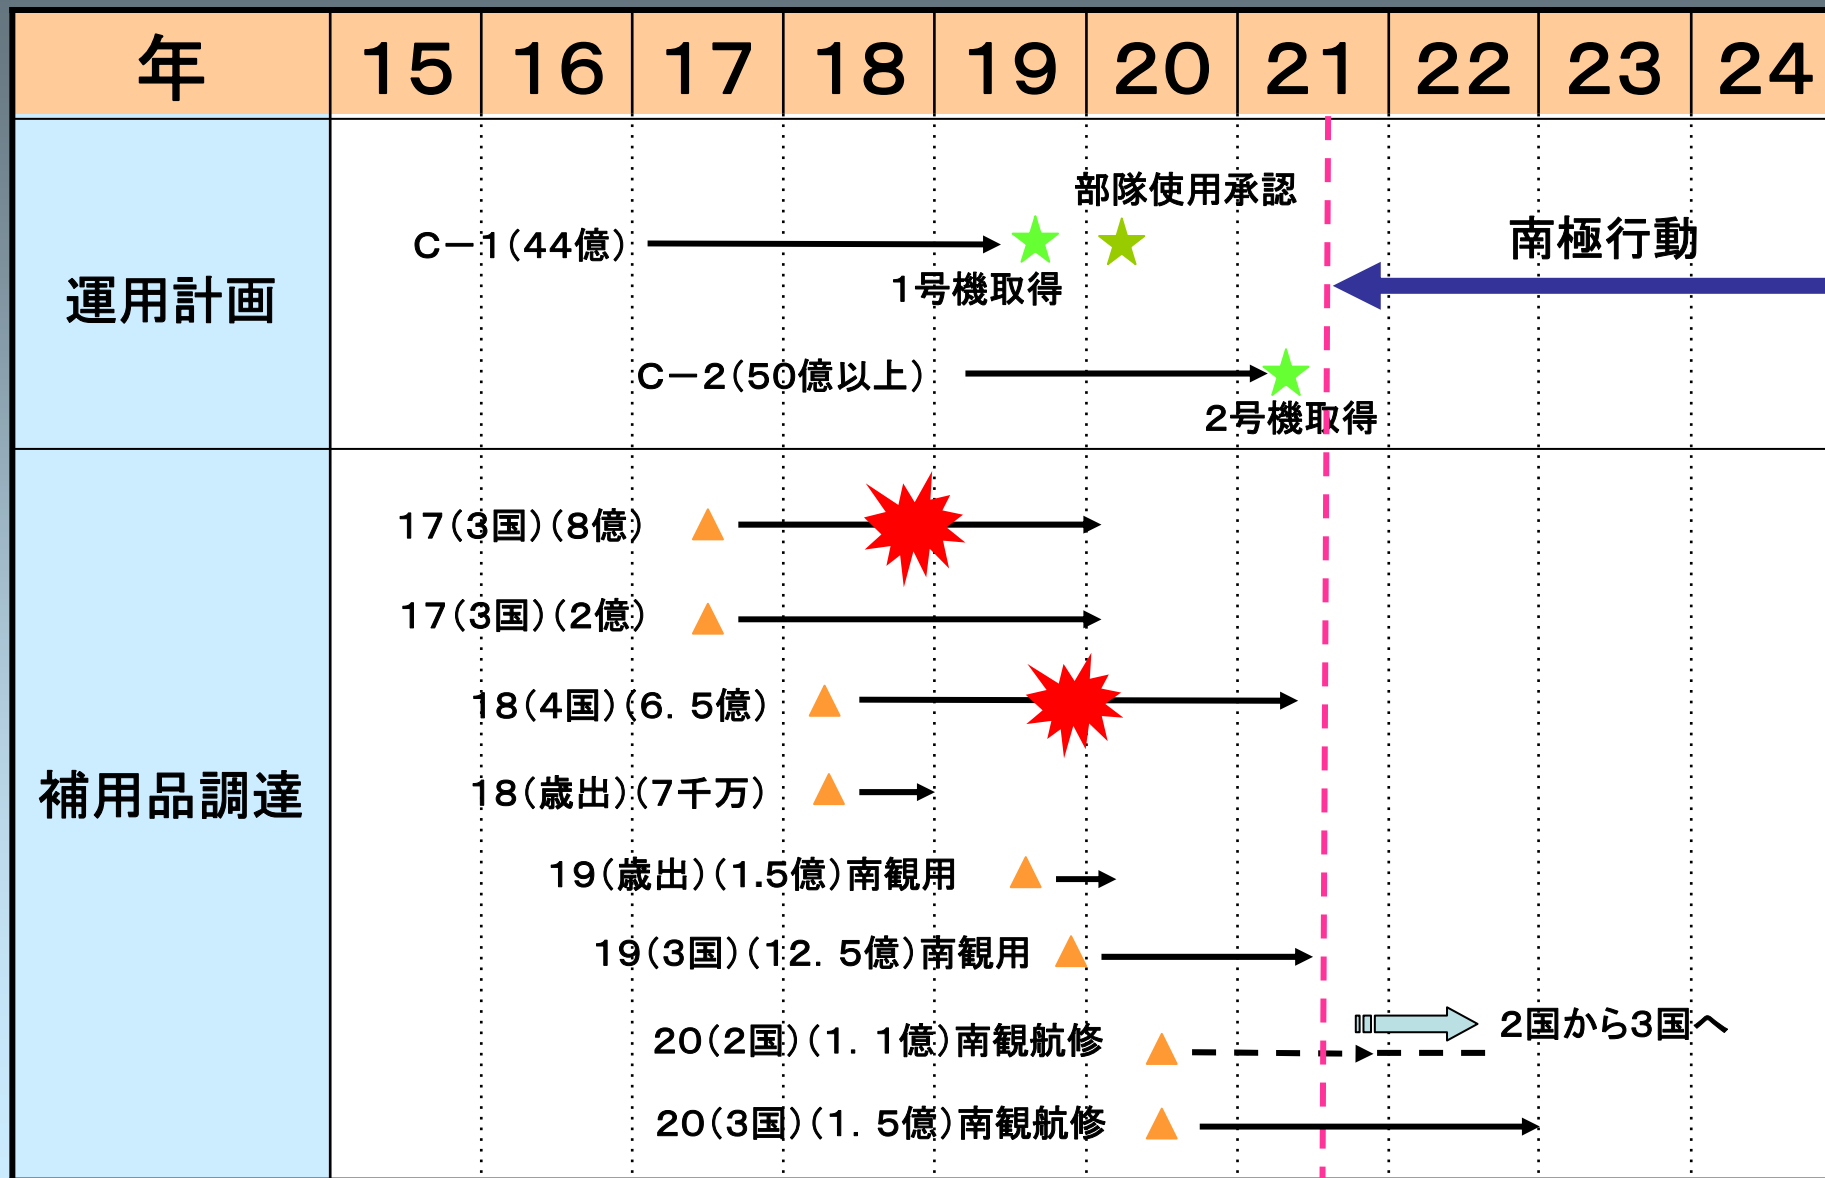 年 15 16 17 18 19 20 21 22 23 24
運用計画
部隊使用承認
C－1(44億)
1号機取得
南極行動
C－2(50億以上)
2号機取得
補用品調達
17(3国)(8億)
17(3国)(2億)
18(4国)(6．5億)
18(歳出)(7千万)
19(歳出)(1.5億)南観用
19(3国)(12．5億)南観用
20(2国)(1．1億)南観航修
2国から3国へ
20(3国)(1．5億)南観航修